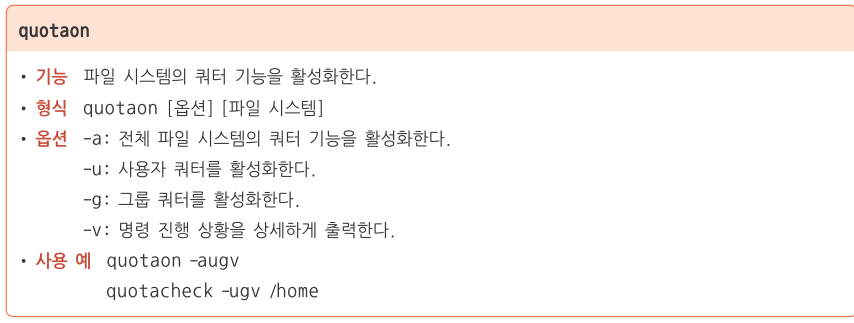 quotaon
• 기능 파일 시스템의 쿼터 기능을 활성화한다.
• 형식 quotaon [옵션] [파일 시스템]
• 옵션 -a: 전체 파일 시스템의 쿼터 기능을 활성화한다.
-u: 사용자 쿼터를 활성화한다.
-g: 그룹 쿼터를 활성화한다.
-v: 명령 진행 상황을 상세하게 출력한다.
• 사용 예 quotaon -augv
quotacheck -ugv /home